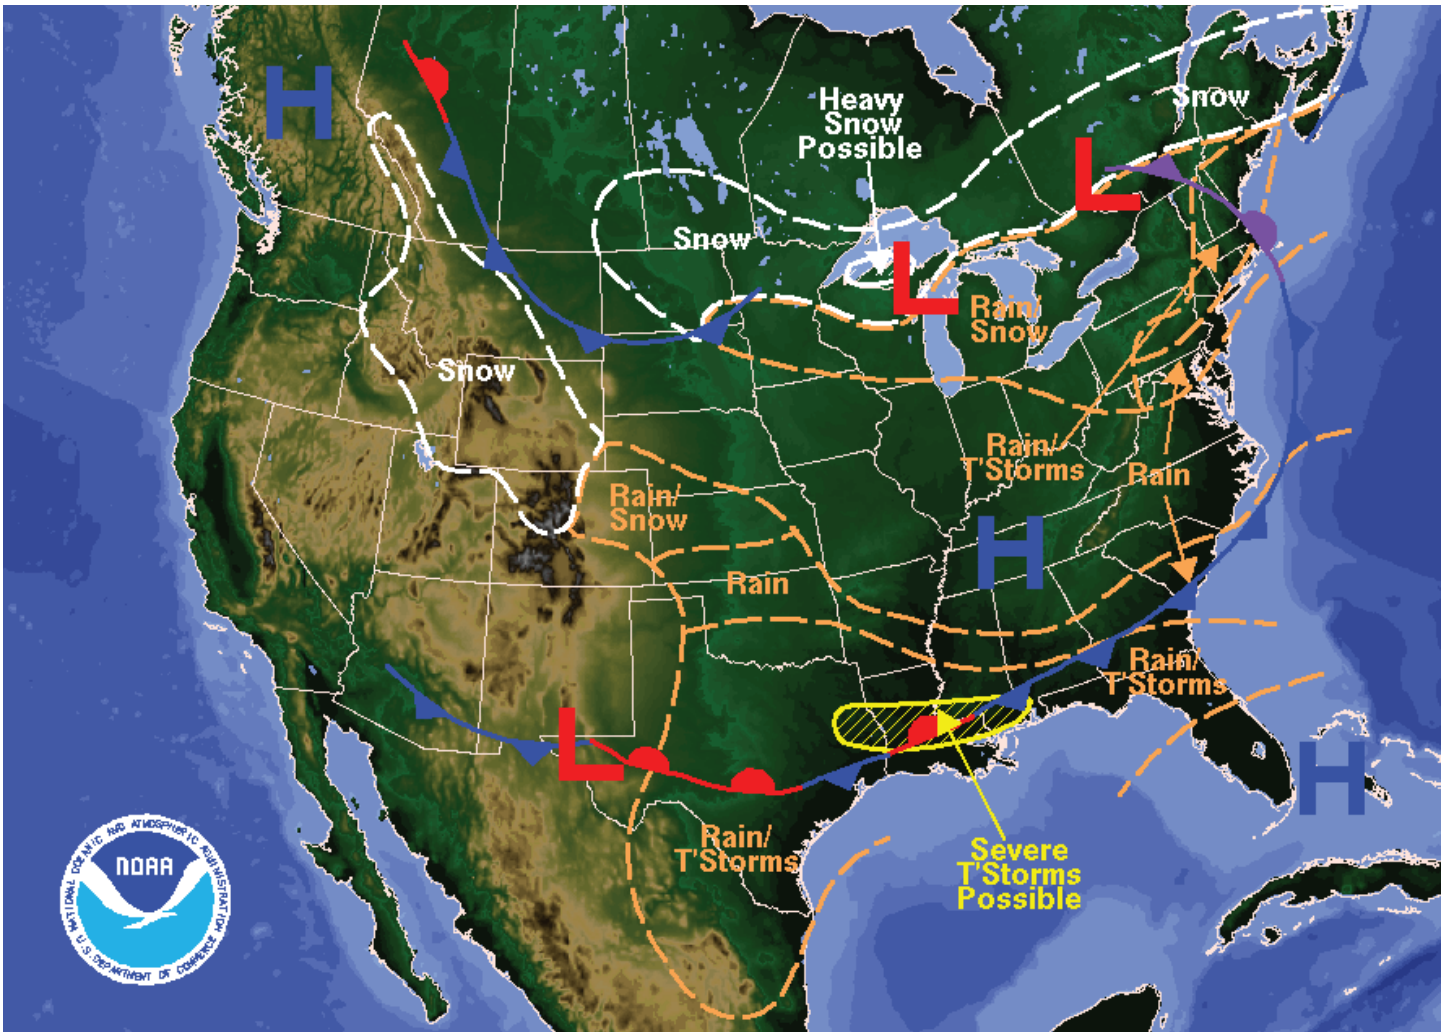 H
Heavy
Snow
Possible
Snow
L
Snow
L
Rain/
Snow
Snow
Rain/
T'Storms
Rain
Rain/
Snow
H
Rain
Rain/
T'Storms
L
H
Rain/
T'Storms
Severe
T'Storms
Possible
NOAA
NATIONAL OCEANIC AND ATMOSPHERIC ADMINISTRATION
U.S. DEPARTMENT OF COMMERCE